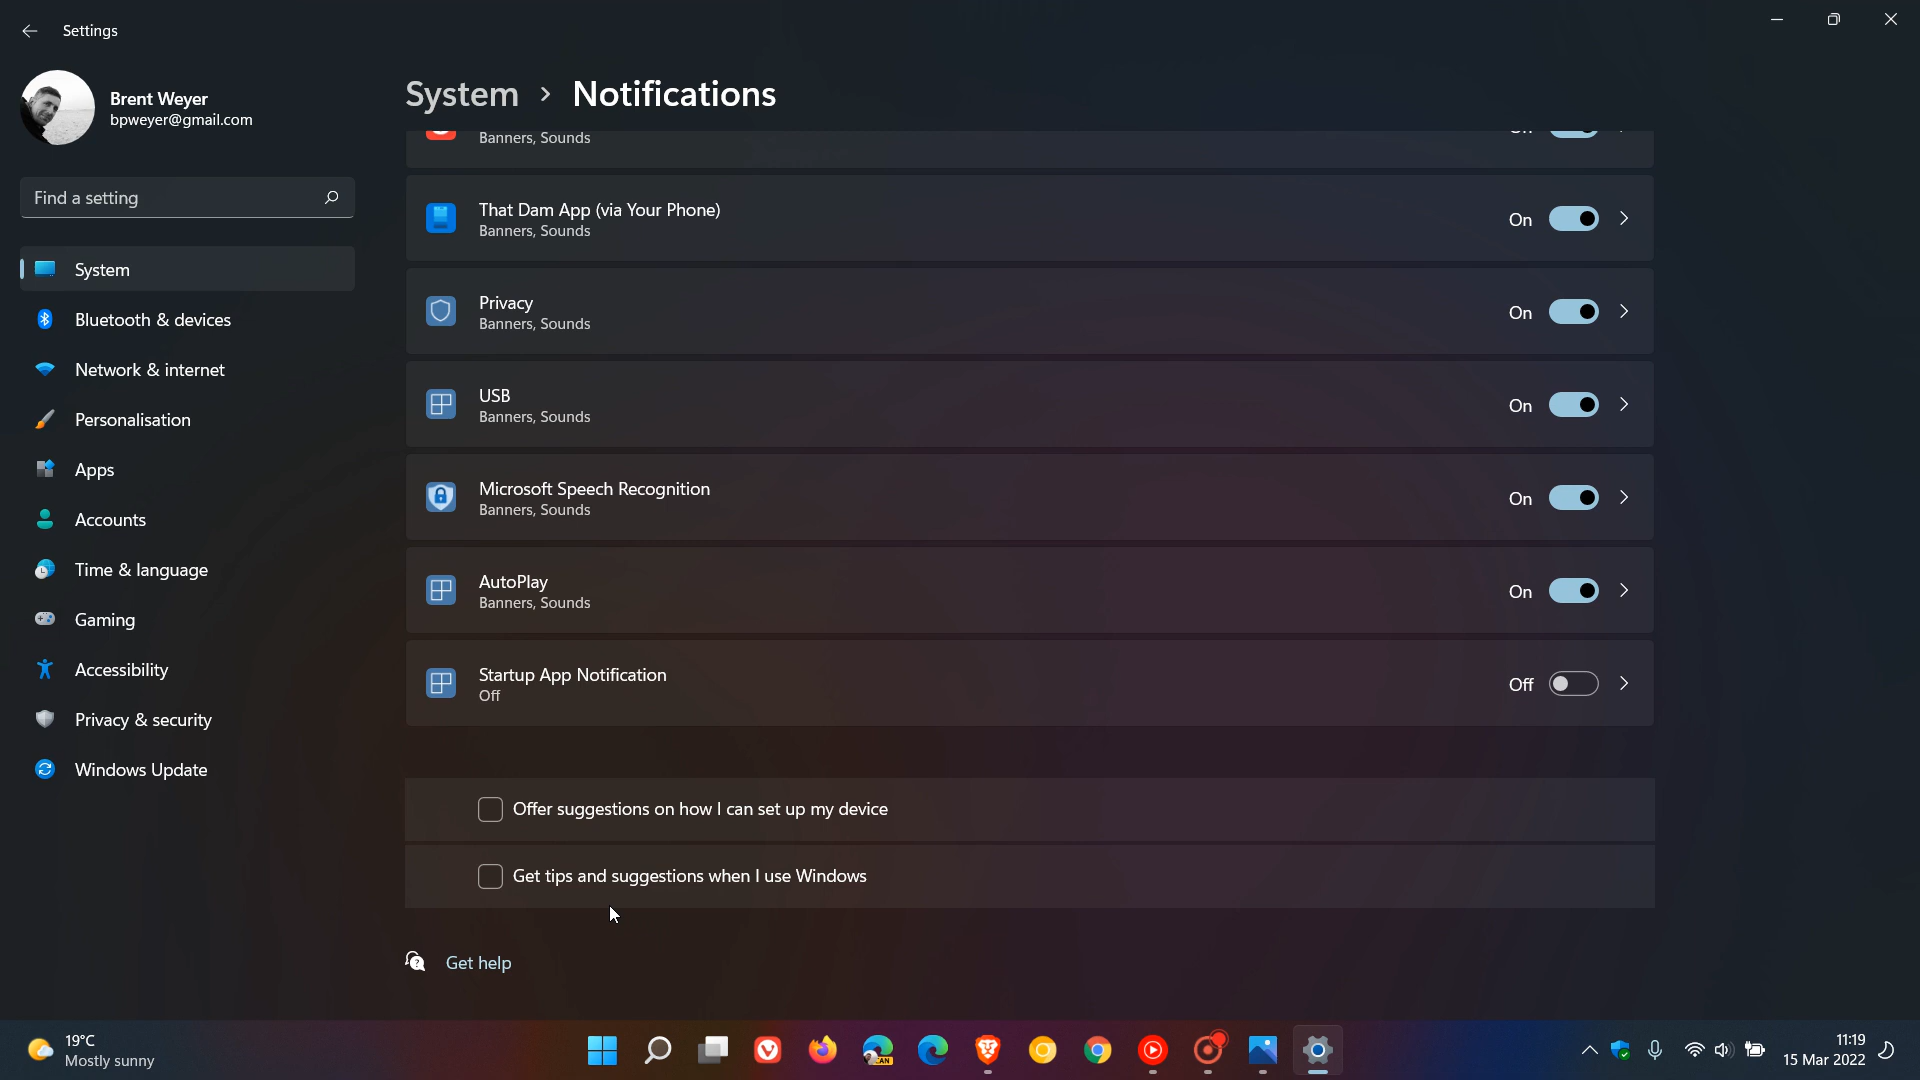 Settings
Brent Weyer
bpweyer@gmail.com
Find a setting
System
Bluetooth & devices
Network & internet
Personalisation
Apps
Accounts
Time & language
Gaming
Accessibility
Privacy & security
Windows Update
System > Notifications
Banners, Sounds
That Dam App (via Your Phone)
Banners, Sounds
On
Privacy
Banners, Sounds
On
USB
Banners, Sounds
On
Microsoft Speech Recognition
Banners, Sounds
On
AutoPlay
Banners, Sounds
On
Startup App Notification
Off
Off
Offer suggestions on how I can set up my device
Get tips and suggestions when I use Windows
Get help
19°C
Mostly sunny
CAN
11:19
15 Mar 2022